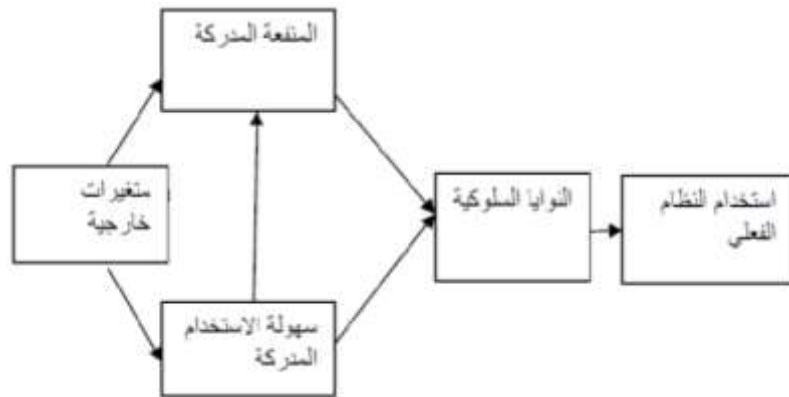 المنفعة المدركة
متغيرات
خارجية
النوايا السلوكية
استخدام النظام
الفعلي
سهولة الاستخدام
المدركة